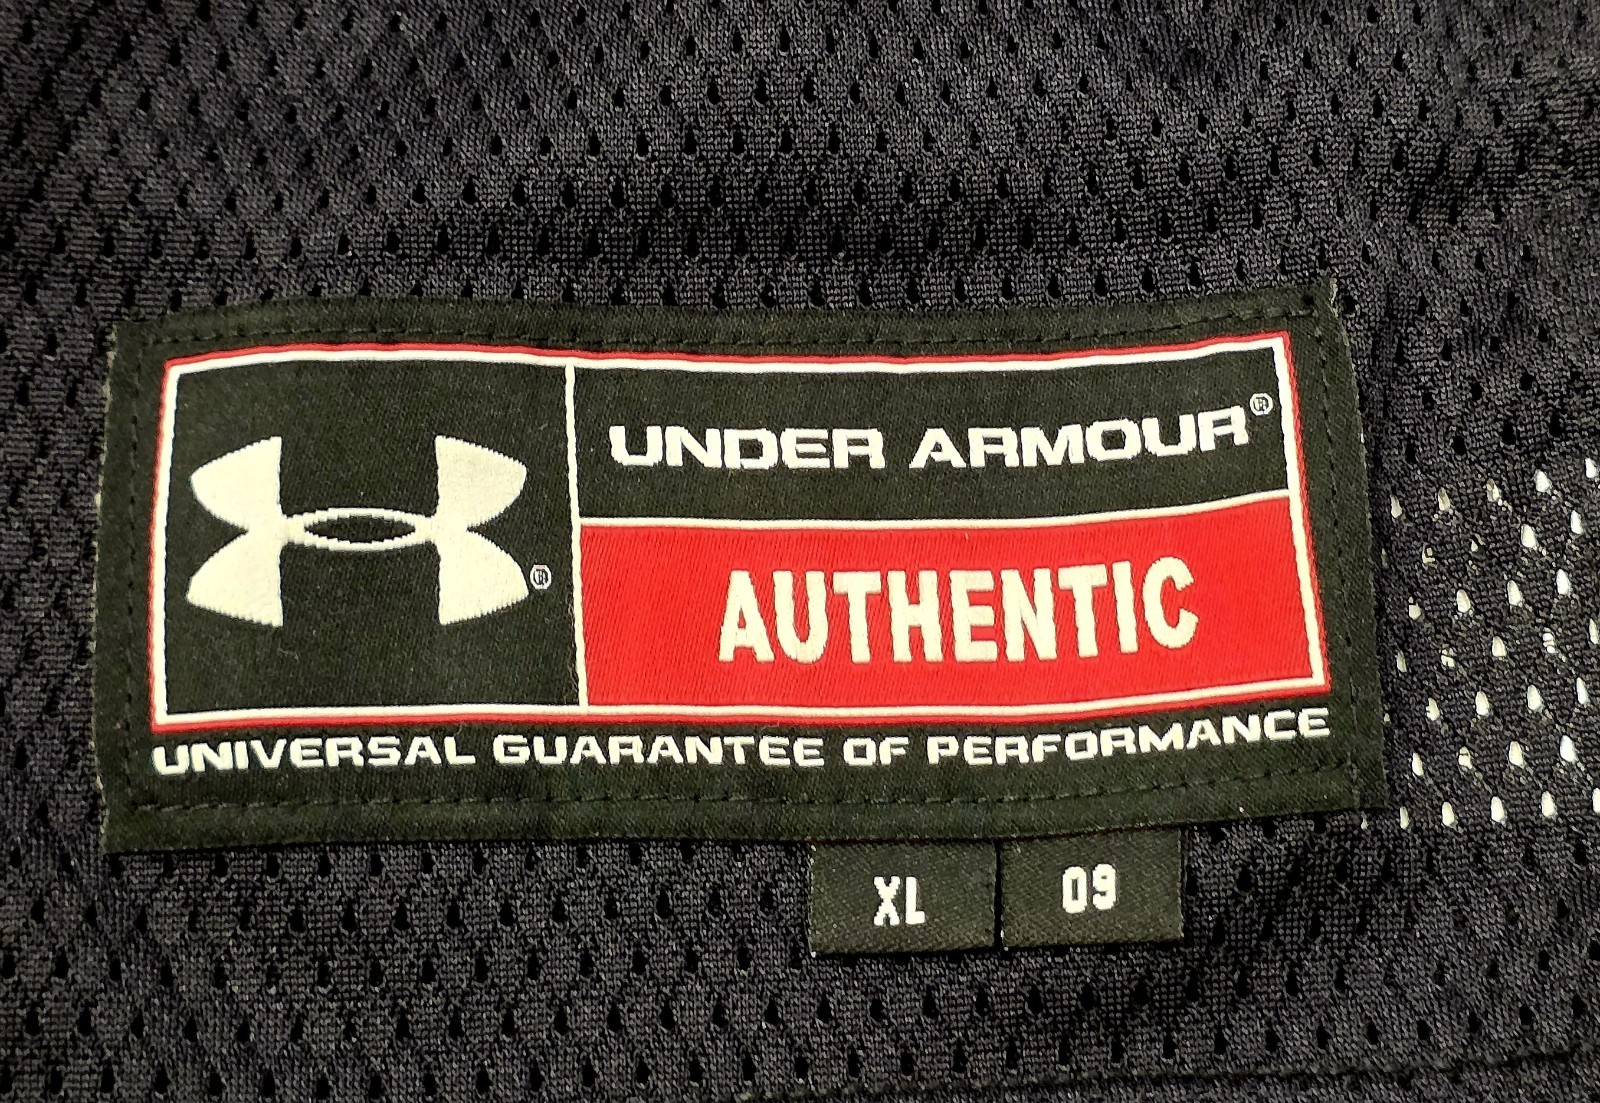 UNDER ARMOUR®
®
AUTHENTIC
UNIVERSAL GUARANTEE OF PERFORMANCE
XL 09